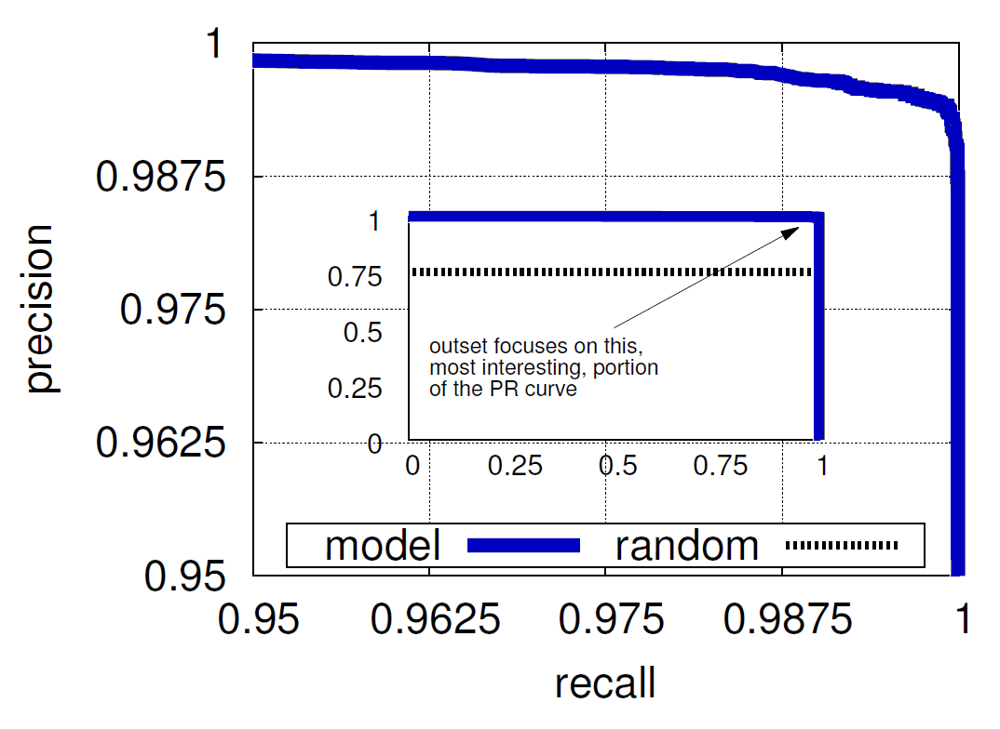 1
0.9875
0.975
0.9625
0.95
precision
1
0.75
0.5
0.25
0
outset focuses on this,
most interesting, portion
of the PR curve
0 0.25 0.5 0.75 1
model random
0.95 0.9625 0.975 0.9875 1
recall